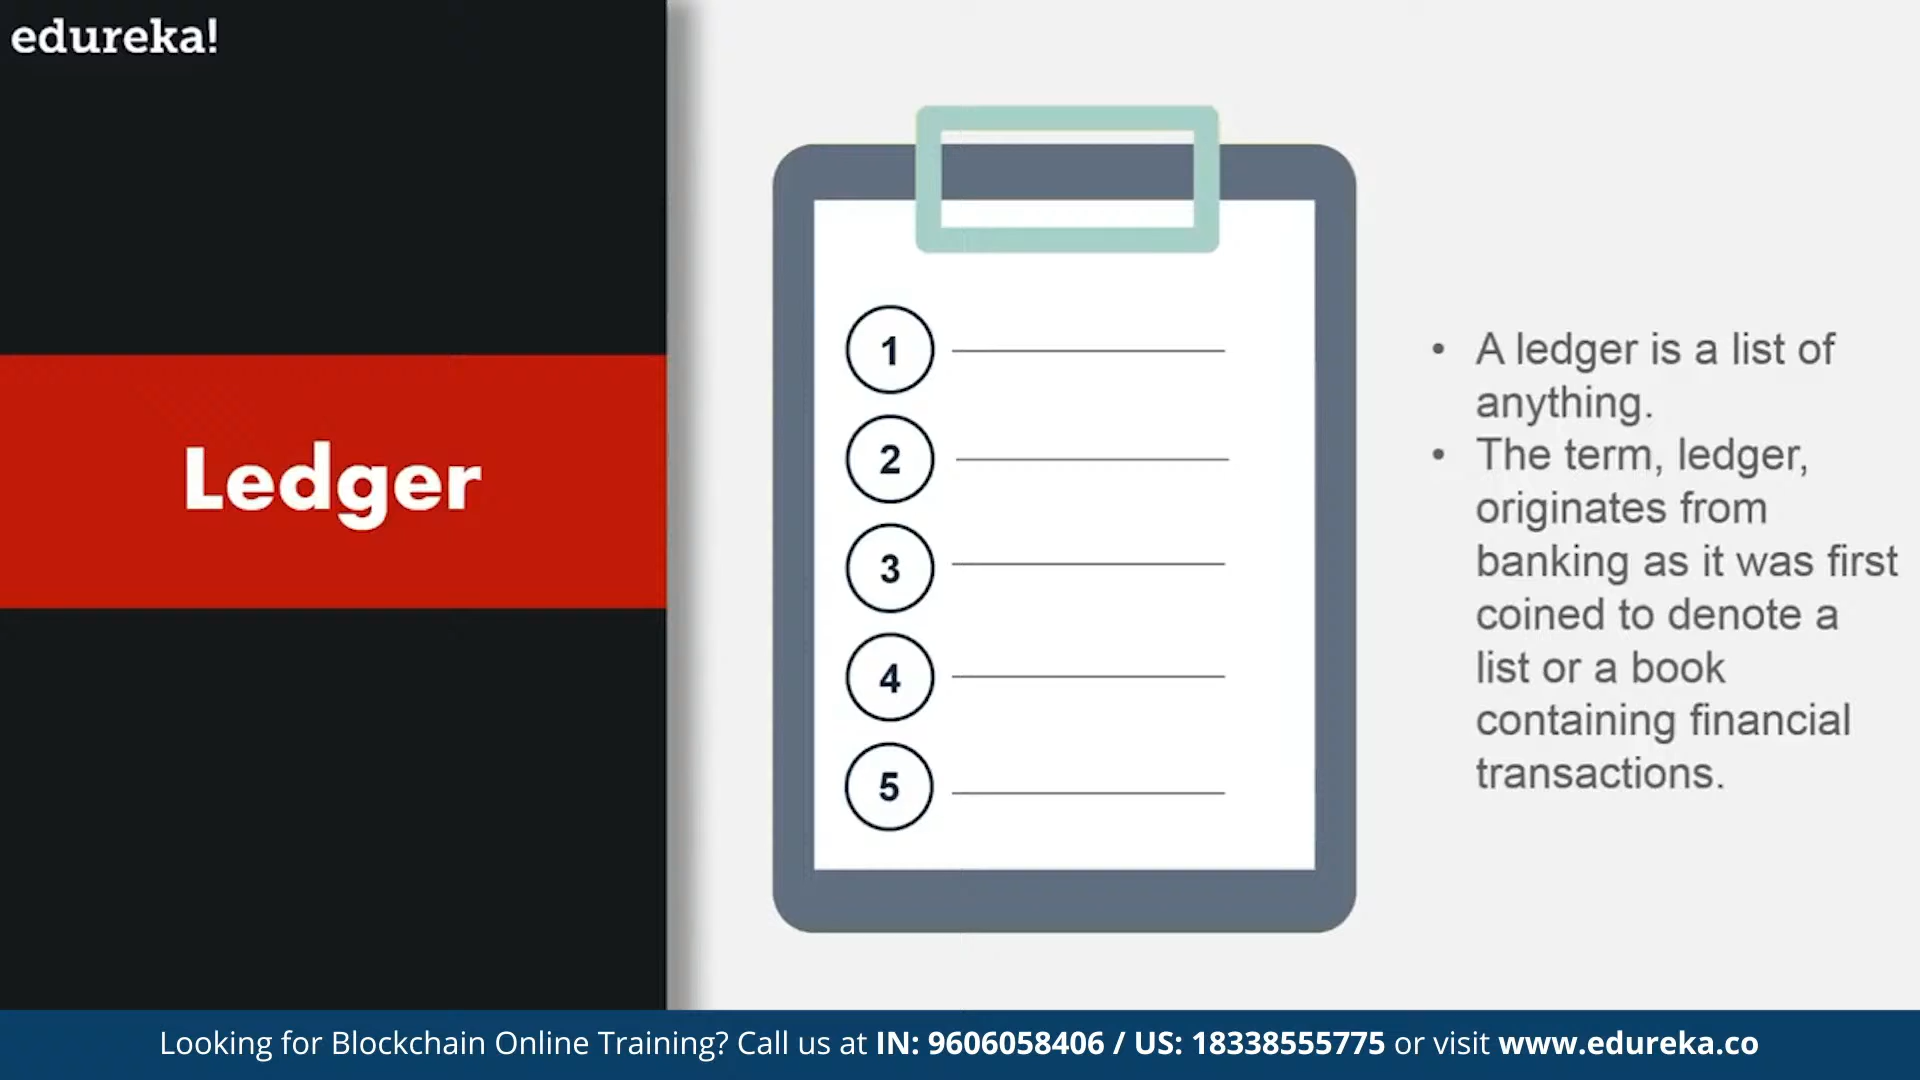 edureka!
Ledger
1
2
3
4
5
• A ledger is a list of
anything.
• The term, ledger,
originates from
banking as it was first
coined to denote a
list or a book
containing financial
transactions.
Looking for Blockchain Online Training? Call us at IN: 9606058406 / US: 18338555775 or visit www.edureka.co